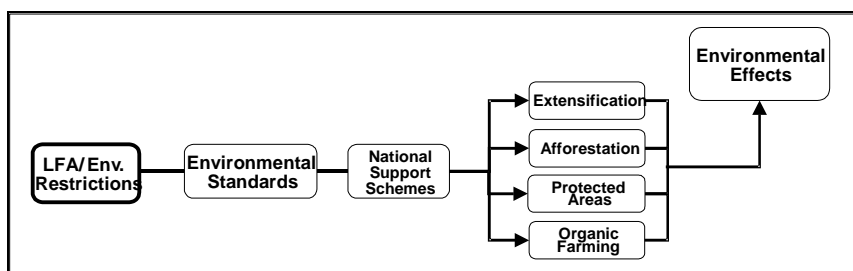 LFA/ Env.
Restrictions
Environmental
Standards
National
Support
Schemes
Extensification
Afforestation
Protected
Areas
Organic
Farming
Environmental
Effects